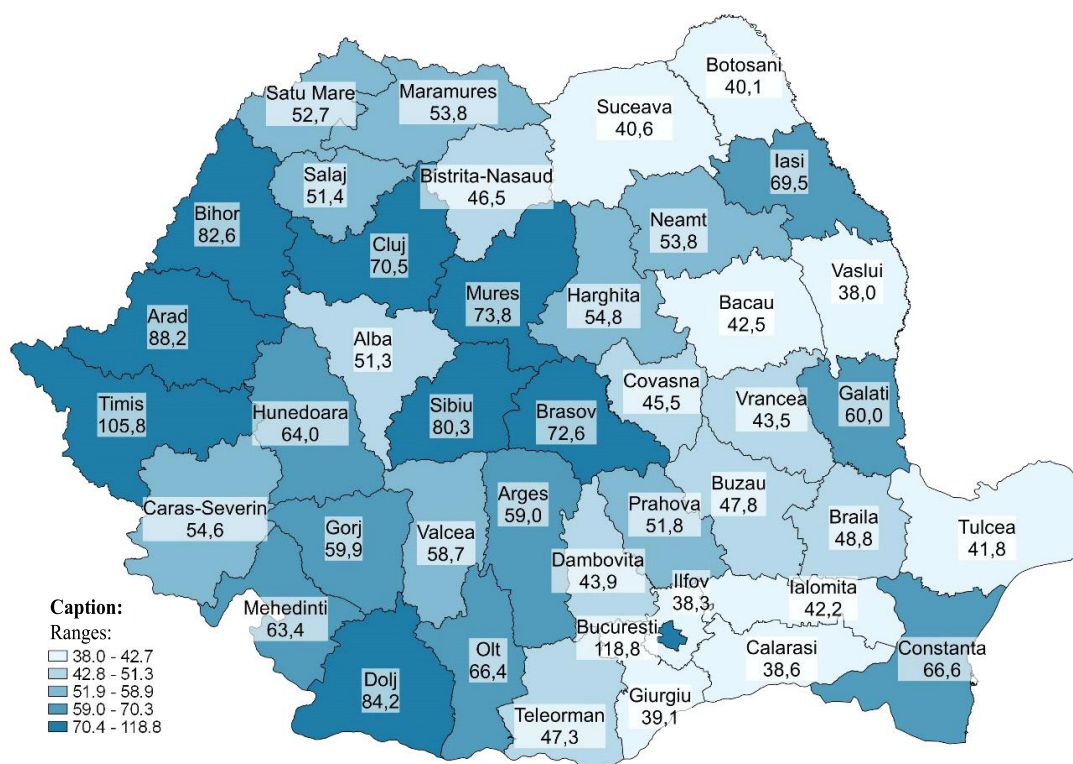 Botosani
40,1
Satu Mare
52,7
Maramures
53,8
Suceava
40,6
Iasi
69,5
Salaj
51,4
Bistrita-Nasaud
46,5
Bihor
82,6
Neamt
53,8
Cluj
70,5
Vaslui
38,0
Mures
73,8
Harghita
54,8
Bacau
42,5
Arad
88,2
Alba
51,3
Covasna
45,5
Vrancea
43,5
Galati
60,0
Timis
105,8
Hunedoara
64,0
Sibiu
80,3
Brasov
72,6
Caras-Severin
54,6
Gorj
59,9
Valcea
58,7
Arges
59,0
Prahova
51,8
Buzau
47,8
Braila
48,8
Tulcea
41,8
Dambovita
43,9
Ilfov
38,3
Ialomita
42,2
Mehedinti
63,4
Bucuresti
118,8
Calarasi
38,6
Constanta
66,6
Olt
66,4
Dolj
84,2
Giurgiu
39,1
Teleorman
47,3
Caption:
Ranges:
38.0 - 42.7
42.8 - 51.3
51.9 - 58.9
59.0 - 70.3
70.4 - 118.8